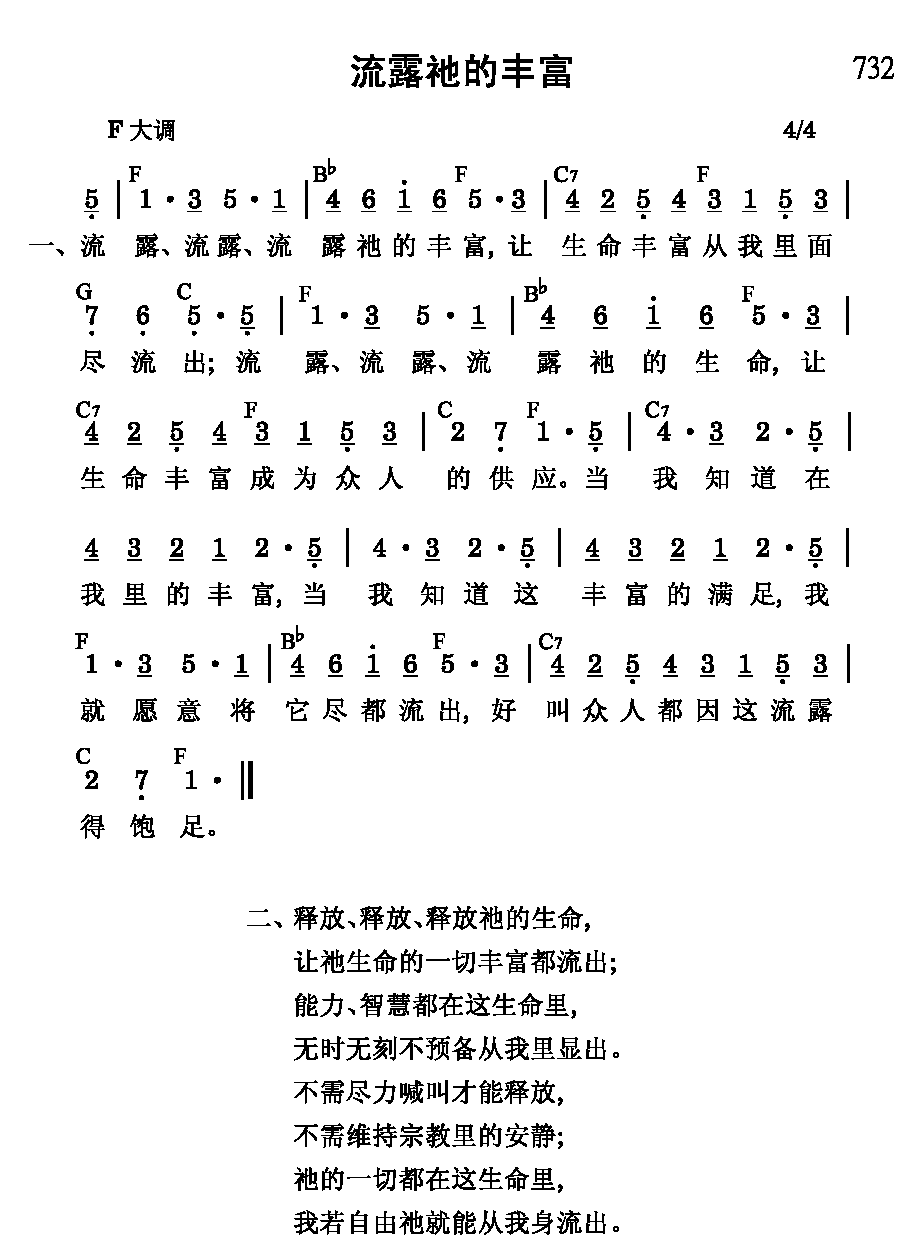 流露祂的丰富 732
F 大调 4/4
F B♭ F C7 F
5 | 1 · 3 5 · 1 | 4 6 i 6 5 · 3 | 4 2 5 4 3 1 5 3 |
一、流 露、流露、流 露祂的丰富, 让 生命丰富从我里面
G C F B♭ F
7 6 5 · 5 | 1 · 3 5 · 1 | 4 6 i 6 5 · 3 |
尽 流 出; 流 露、流 露、流 露 祂 的 生 命, 让
C7 F C F C7
4 2 5 4 3 1 5 3 | 2 7 1 · 5 | 4 · 3 2 · 5 |
生 命 丰 富 成 为 众 人 的 供 应。当 我 知 道 在
4 3 2 1 2 · 5 | 4 · 3 2 · 5 | 4 3 2 1 2 · 5 |
我 里 的 丰 富, 当 我 知 道 这 丰 富 的 满 足, 我
F B♭ F C7
1 · 3 5 · 1 | 4 6 i 6 5 · 3 | 4 2 5 4 3 1 5 3 |
就 愿 意 将 它 尽 都 流 出, 好 叫 众 人 都 因 这 流 露
C F
2 7 1 · ‖
得 饱 足。
二、释放、释放、释放祂的生命,
让祂生命的一切丰富都流出;
能力、智慧都在这生命里,
无时无刻不预备从我里显出。
不需尽力喊叫才能释放,
不需维持宗教里的安静;
祂的一切都在这生命里,
我若自由祂就能从我身流出。